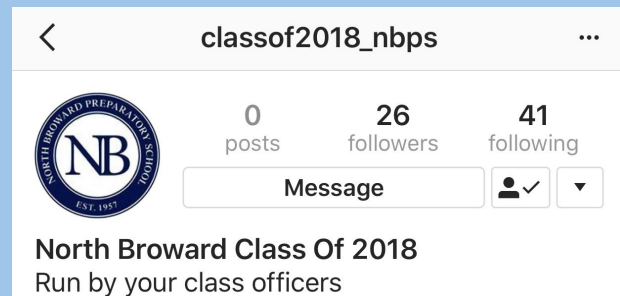 classof2018_nbps
NORTH BROWARD PREPARATORY SCHOOL
NB
EST. 1957
0 26 41
posts followers following
Message
North Broward Class Of 2018
Run by your class officers